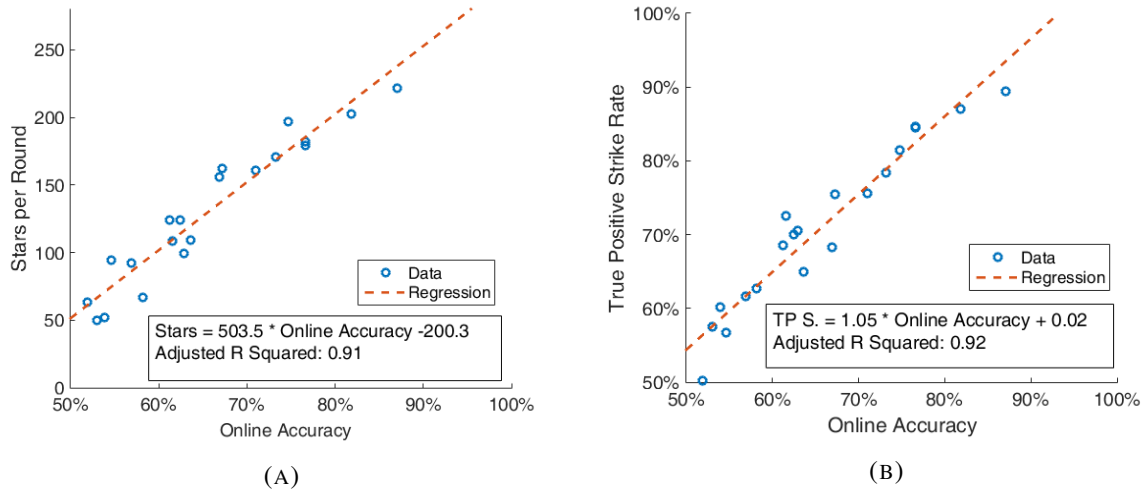 Stars per Round
250
200
150
100
50
0
Data
Regression
Stars = 503.5 * Online Accuracy -200.3
Adjusted R Squared: 0.91
50%
60%
70%
80%
90%
100%
Online Accuracy
(A)
True Positive Strike Rate
100%
90%
80%
70%
60%
50%
Data
Regression
TP S. = 1.05 * Online Accuracy + 0.02
Adjusted R Squared: 0.92
50%
60%
70%
80%
90%
100%
Online Accuracy
(B)